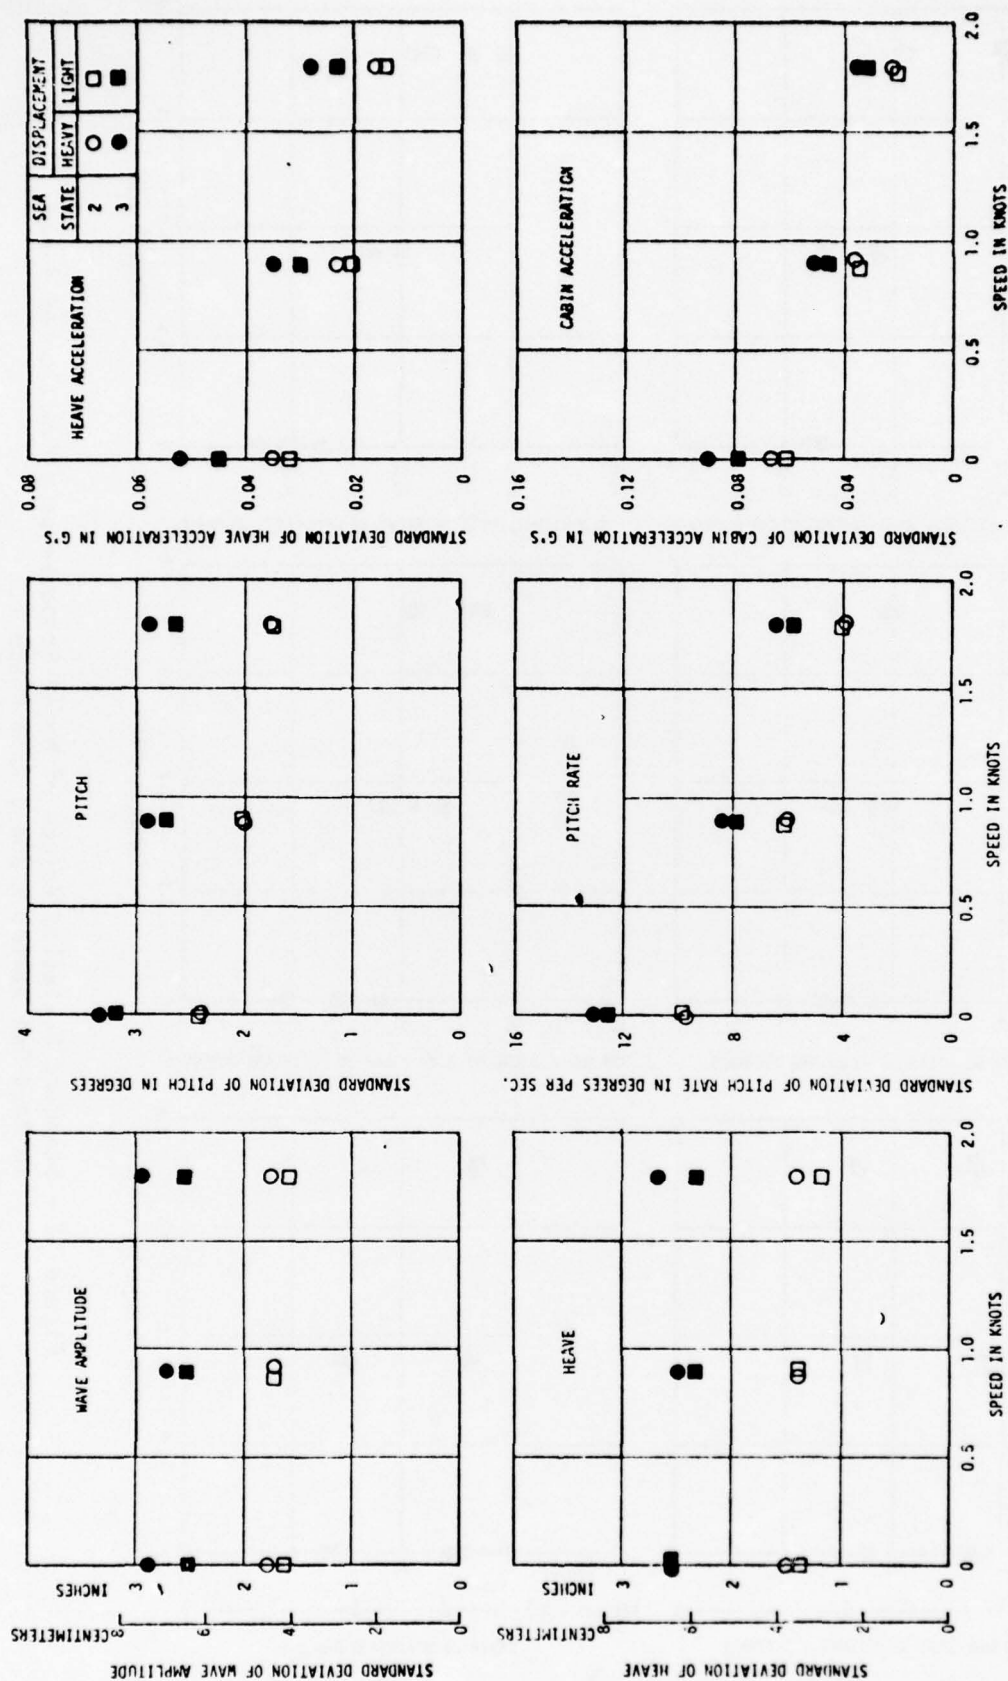 WAVE AMPLITUDE
STANDARD DEVIATION OF WAVE AMPLITUDE
CENTIMETERS
8
6
4
2
0
INCHES
3
2
1
0
PITCH
STANDARD DEVIATION OF PITCH IN DEGREES
4
3
2
1
0
HEAVE ACCELERATION
SEA STATE
DISPLACEMENT
HEAVY
LIGHT
2
3
STANDARD DEVIATION OF HEAVE ACCELERATION IN G'S
0.08
0.06
0.04
0.02
0
HEAVE
STANDARD DEVIATION OF HEAVE
CENTIMETERS
8
6
4
2
0
INCHES
3
2
1
0
0.5
1.0
1.5
2.0
SPEED IN KNOTS
PITCH RATE
STANDARD DEVIATION OF PITCH RATE IN DEGREES PER SEC.
16
12
8
4
0
0
0.5
1.0
1.5
2.0
SPEED IN KNOTS
CABIN ACCELERATION
STANDARD DEVIATION OF CABIN ACCELERATION IN G'S
0.16
0.12
0.08
0.04
0
0
0.5
1.0
1.5
2.0
SPEED IN KNOTS